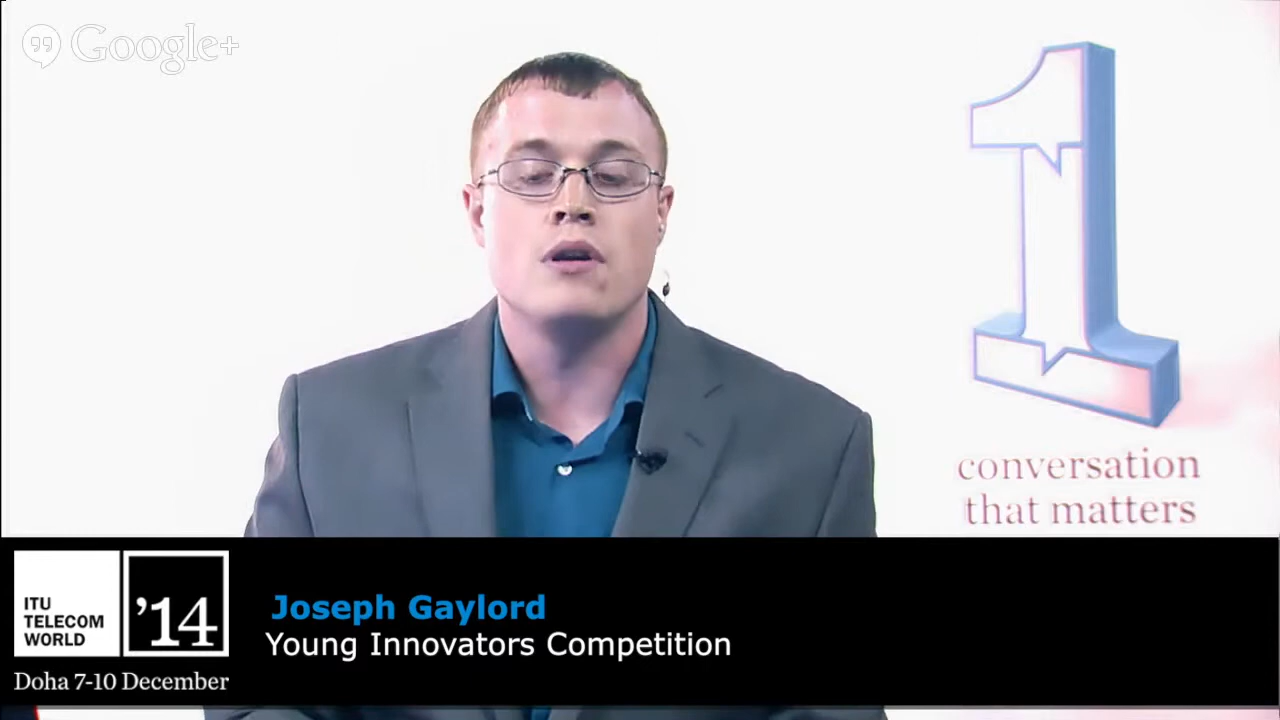 Google+
1
conversation
that matters
ITU
TELECOM
WORLD
'14
Doha 7-10 December
Joseph Gaylord
Young Innovators Competition